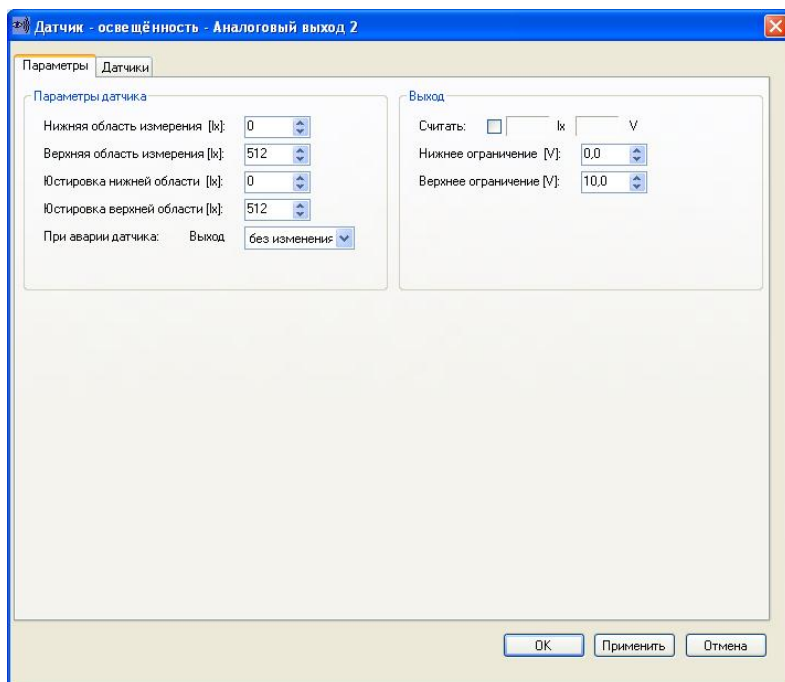 Датчик - освещённость - Аналоговый выход 2
Параметры Датчики
Параметры датчика
Нижняя область измерения [lx]: 0
Верхняя область измерения [lx]: 512
Юстировка нижней области [lx]: 0
Юстировка верхней области [lx]: 512
При аварии датчика: Выход без изменения
Выход
Считать: lx V
Нижнее ограничение [V]: 0,0
Верхнее ограничение [V]: 10,0
OK Применить Отмена